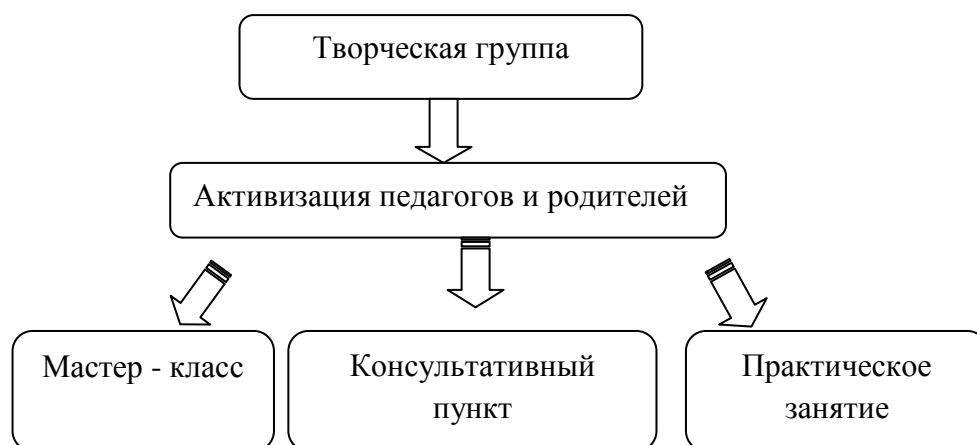 Творческая группа
Активизация педагогов и родителей
Мастер - класс
Консультативный
пункт
Практическое
занятие